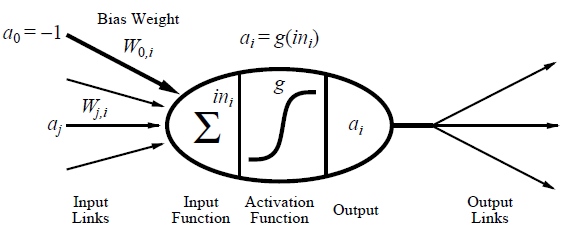 Bias Weight
a₀ = −1
W₀,ᵢ
aᵢ = g(inᵢ)
inᵢ
g
Wⱼ,ᵢ
aⱼ
Σ
aᵢ
Input
Links
Input
Function
Activation
Function
Output
Output
Links